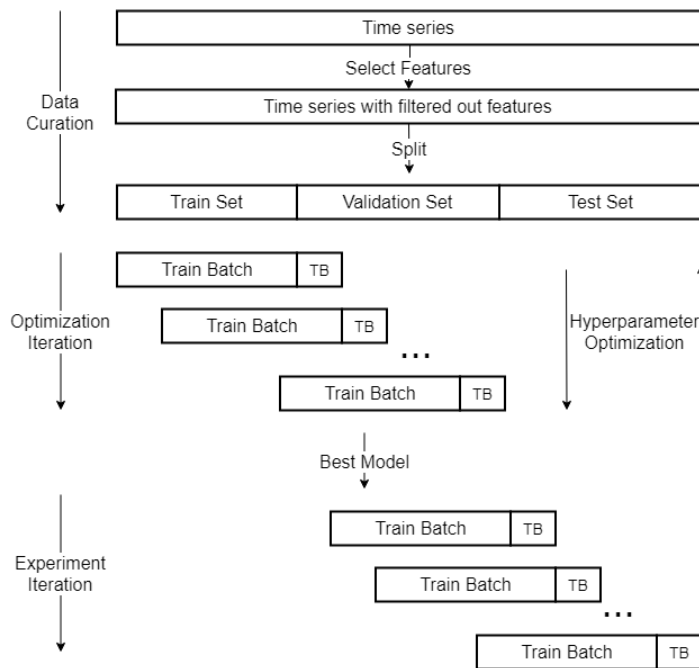 Time series
Select Features
Time series with filtered out features
Data
Curation
Split
Train Set
Validation Set
Test Set
Train Batch
TB
Train Batch
TB
...
Train Batch
TB
Optimization
Iteration
Hyperparameter
Optimization
Best Model
Train Batch
TB
Train Batch
TB
...
Train Batch
TB
Experiment
Iteration